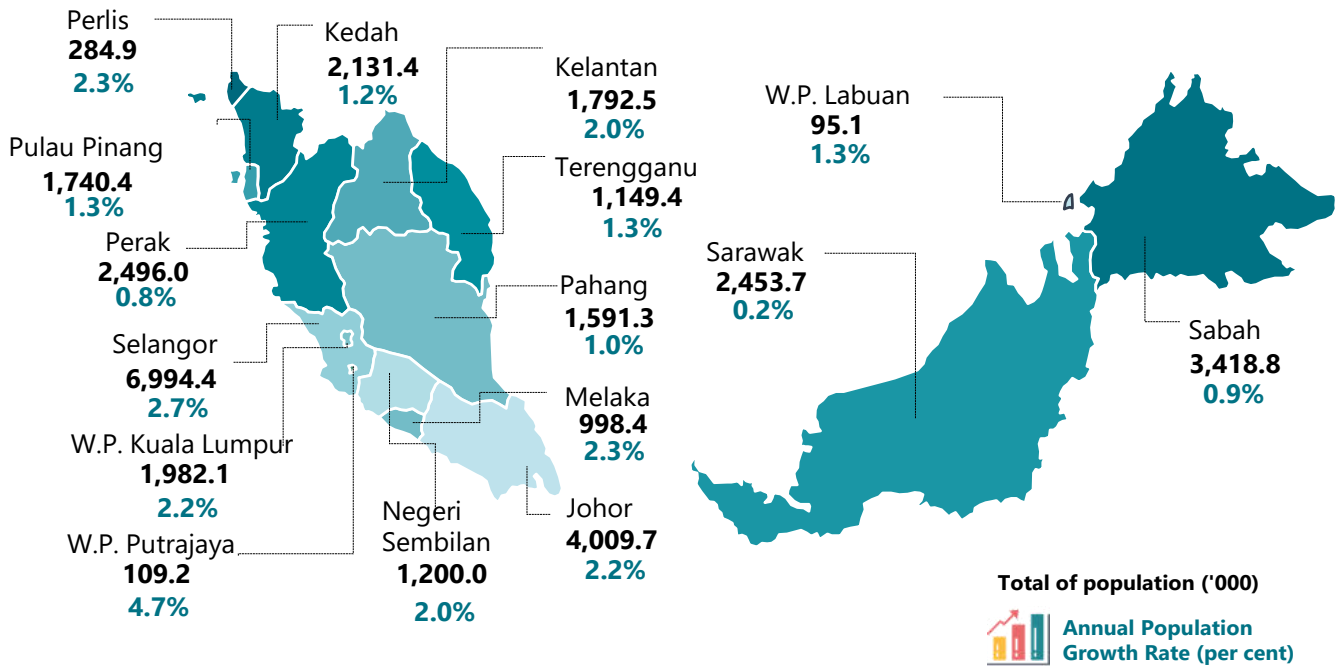 Perlis
284.9
2.3%
Kedah
2,131.4
1.2%
Kelantan
1,792.5
2.0%
Pulau Pinang
1,740.4
1.3%
Terengganu
1,149.4
1.3%
Perak
2,496.0
0.8%
Pahang
1,591.3
1.0%
Selangor
6,994.4
2.7%
Melaka
998.4
2.3%
W.P. Kuala Lumpur
1,982.1
2.2%
W.P. Putrajaya
109.2
4.7%
Negeri
Sembilan
1,200.0
2.0%
Johor
4,009.7
2.2%
W.P. Labuan
95.1
1.3%
Sarawak
2,453.7
0.2%
Sabah
3,418.8
0.9%
Total of population ('000)
Annual Population
Growth Rate (per cent)